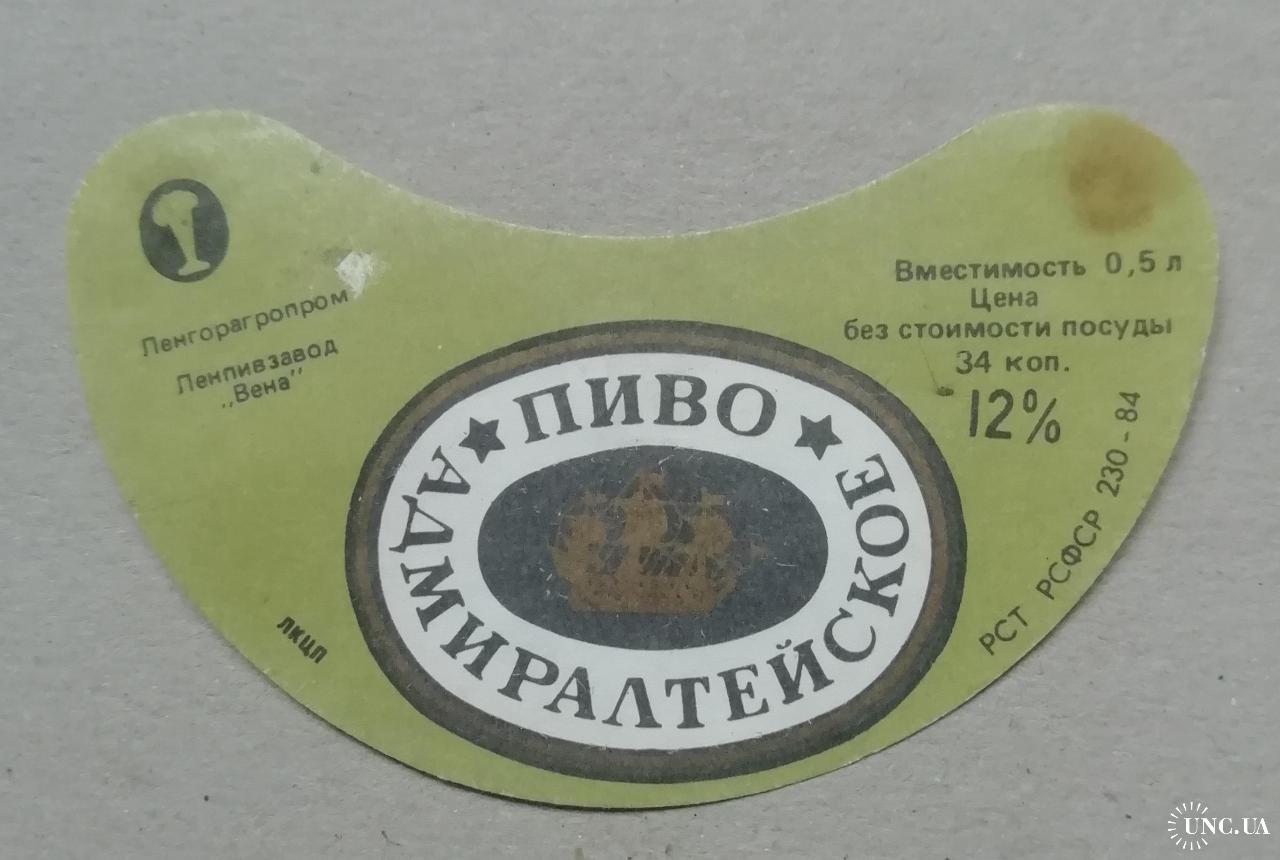 Ленгорагропром
Ленпивзавод
„Вена"
Вместимость 0,5 л
Цена
без стоимости посуды
34 коп.
12%
РСТ РСФСР 230-84
★ ПИВО ★
АДМИРАЛТЕЙСКОЕ
ЛКЦП
UNC.UA